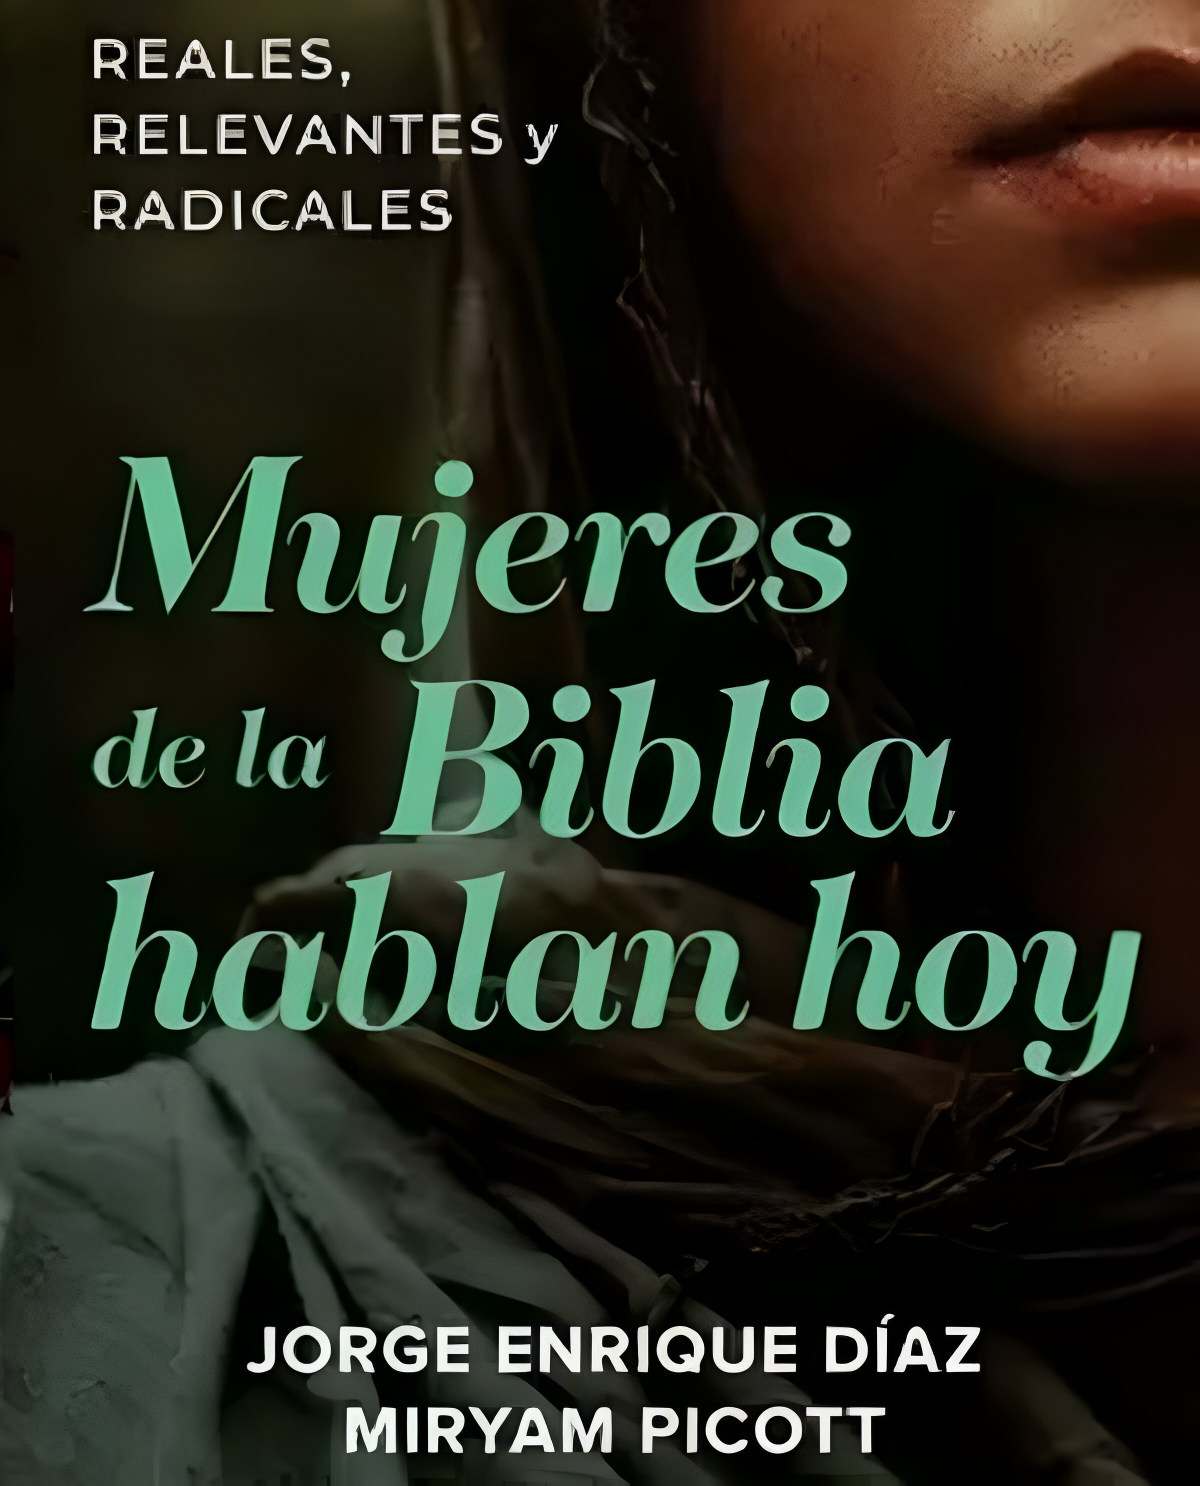 REALES,
RELEVANTES y
RADICALES
Mujeres
de la Biblia
hablan hoy
JORGE ENRIQUE DÍAZ
MIRYAM PICOTT